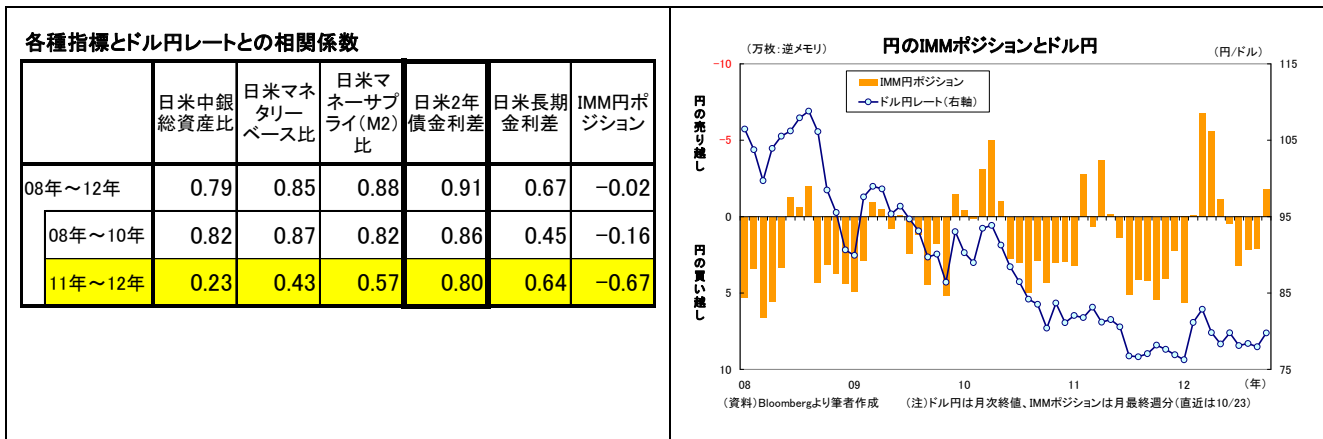 各種指標とドル円レートとの相関係数
日米中銀
総資産比
日米マネ
タリー
ベース比
日米マ
ネーサプ
ライ(M2)
比
日米2年
債金利差
日米長期
金利差
IMM円ポ
ジション
08年～12年 0.79 0.85 0.88 0.91 0.67 −0.02
08年～10年 0.82 0.87 0.82 0.86 0.45 −0.16
11年～12年 0.23 0.43 0.57 0.80 0.64 −0.67
円のIMMポジションとドル円
(万枚：逆メモリ)
(円/ドル)
IMM円ポジション
ドル円レート(右軸)
円の売り越し
円の買い越し
−10
−5
0
5
10
115
105
95
85
75
08 09 10 11 12 (年)
(資料)Bloombergより筆者作成 (注)ドル円は月次終値、IMMポジションは月最終週分(直近は10/23)